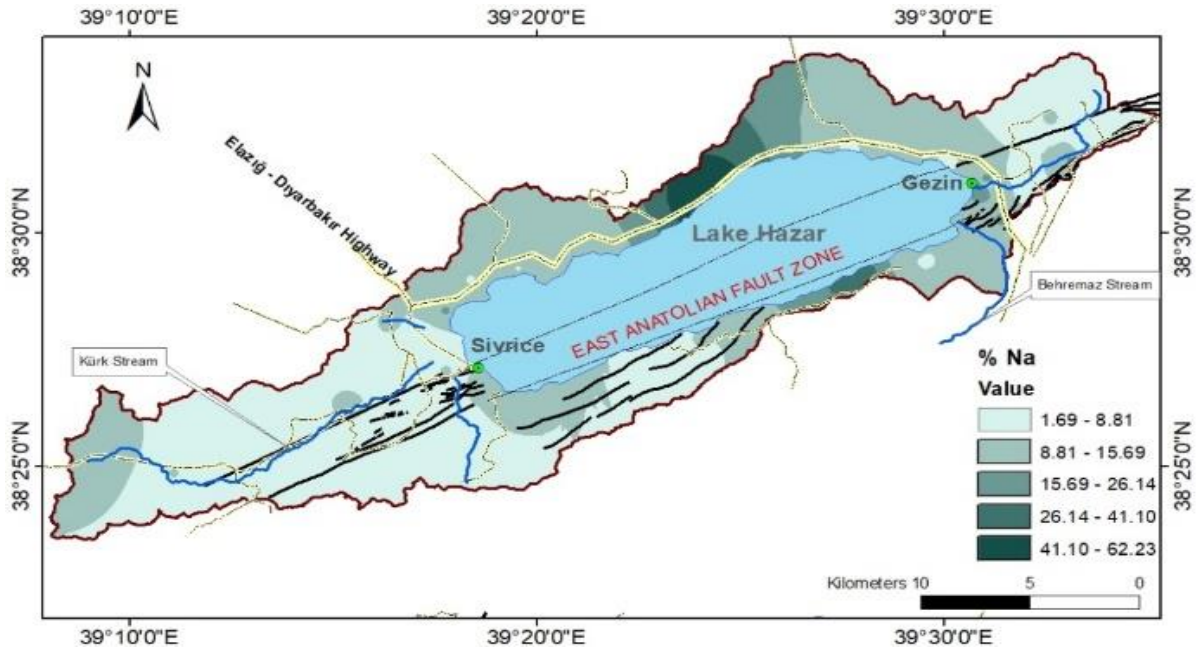 39°10'0"E 39°20'0"E 39°30'0"E
N
Elazığ - Dıyarbakır Highway
Gezin
38°30'0"N
38°30'0"N
Lake Hazar
EAST ANATOLIAN FAULT ZONE
Behremaz Stream
Sivrice
Kürk Stream
% Na
Value
1.69 - 8.81
8.81 - 15.69
15.69 - 26.14
26.14 - 41.10
41.10 - 62.23
38°25'0"N
38°25'0"N
Kilometers 10 5 0
39°10'0"E 39°20'0"E 39°30'0"E